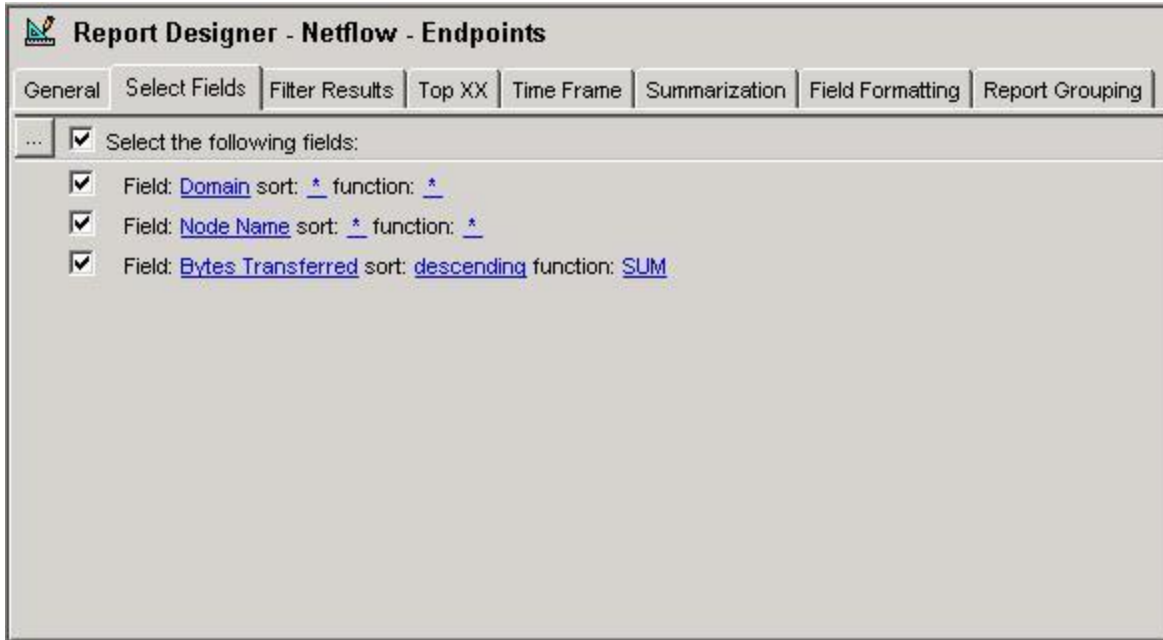 Report Designer - Netflow - Endpoints
General Select Fields Filter Results Top XX Time Frame Summarization Field Formatting Report Grouping
... Select the following fields:
Field: Domain sort: * function: *
Field: Node Name sort: * function: *
Field: Bytes Transferred sort: descending function: SUM